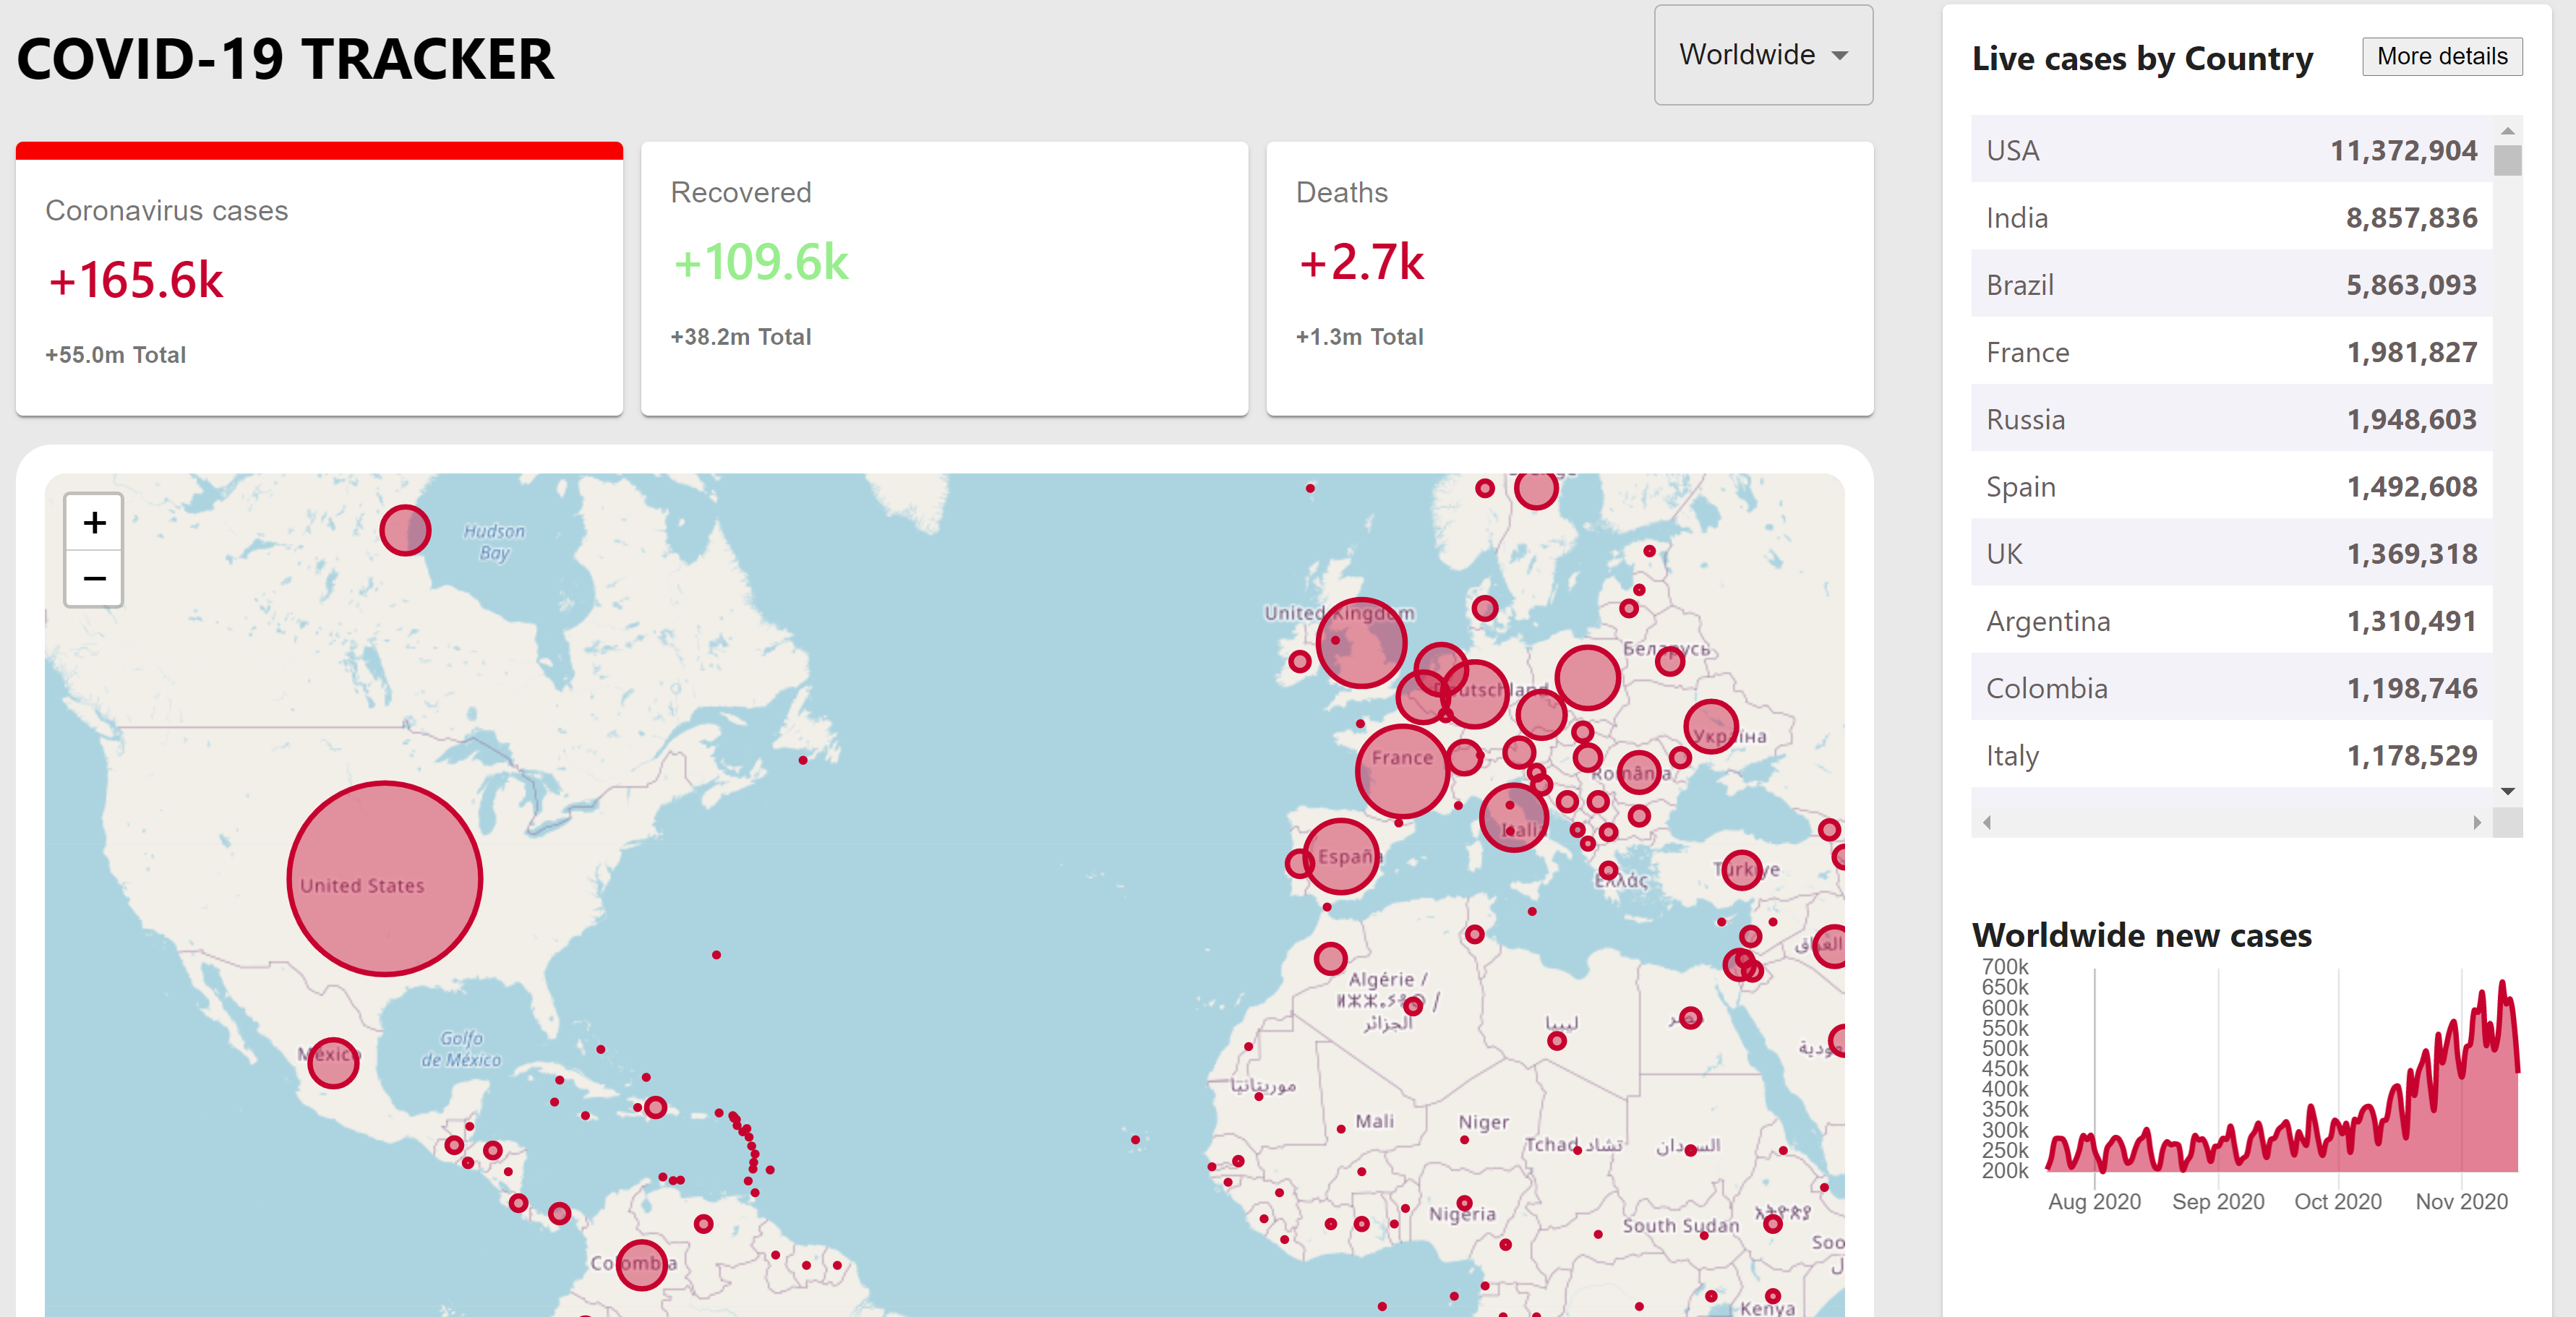 COVID-19 TRACKER
Worldwide
Coronavirus cases
+165.6k
+55.0m Total
Recovered
+109.6k
+38.2m Total
Deaths
+2.7k
+1.3m Total
+
−
Hudson
Bay
United Kingdom
Беларусь
Deutschland
Україна
France
România
Italia
España
Türkiye
Ελλάς
United States
Algérie /
الجزائر
ليبيا
مصر
México
Golfo
de México
موريتانيا
Mali
Niger
Tchad تشاد
السودان
Nigeria
South Sudan
Colombia
Soo
Kenya
Live cases by Country
More details
USA 11,372,904
India 8,857,836
Brazil 5,863,093
France 1,981,827
Russia 1,948,603
Spain 1,492,608
UK 1,369,318
Argentina 1,310,491
Colombia 1,198,746
Italy 1,178,529
Worldwide new cases
700k
650k
600k
550k
500k
450k
400k
350k
300k
250k
200k
Aug 2020 Sep 2020 Oct 2020 Nov 2020